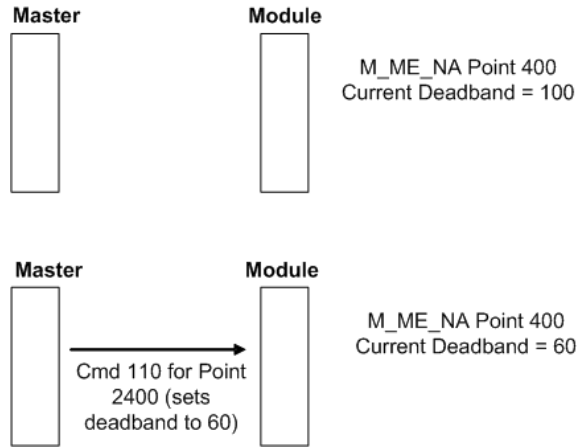 Master
Module
M_ME_NA Point 400
Current Deadband = 100
Master
Module
Cmd 110 for Point
2400 (sets
deadband to 60)
M_ME_NA Point 400
Current Deadband = 60